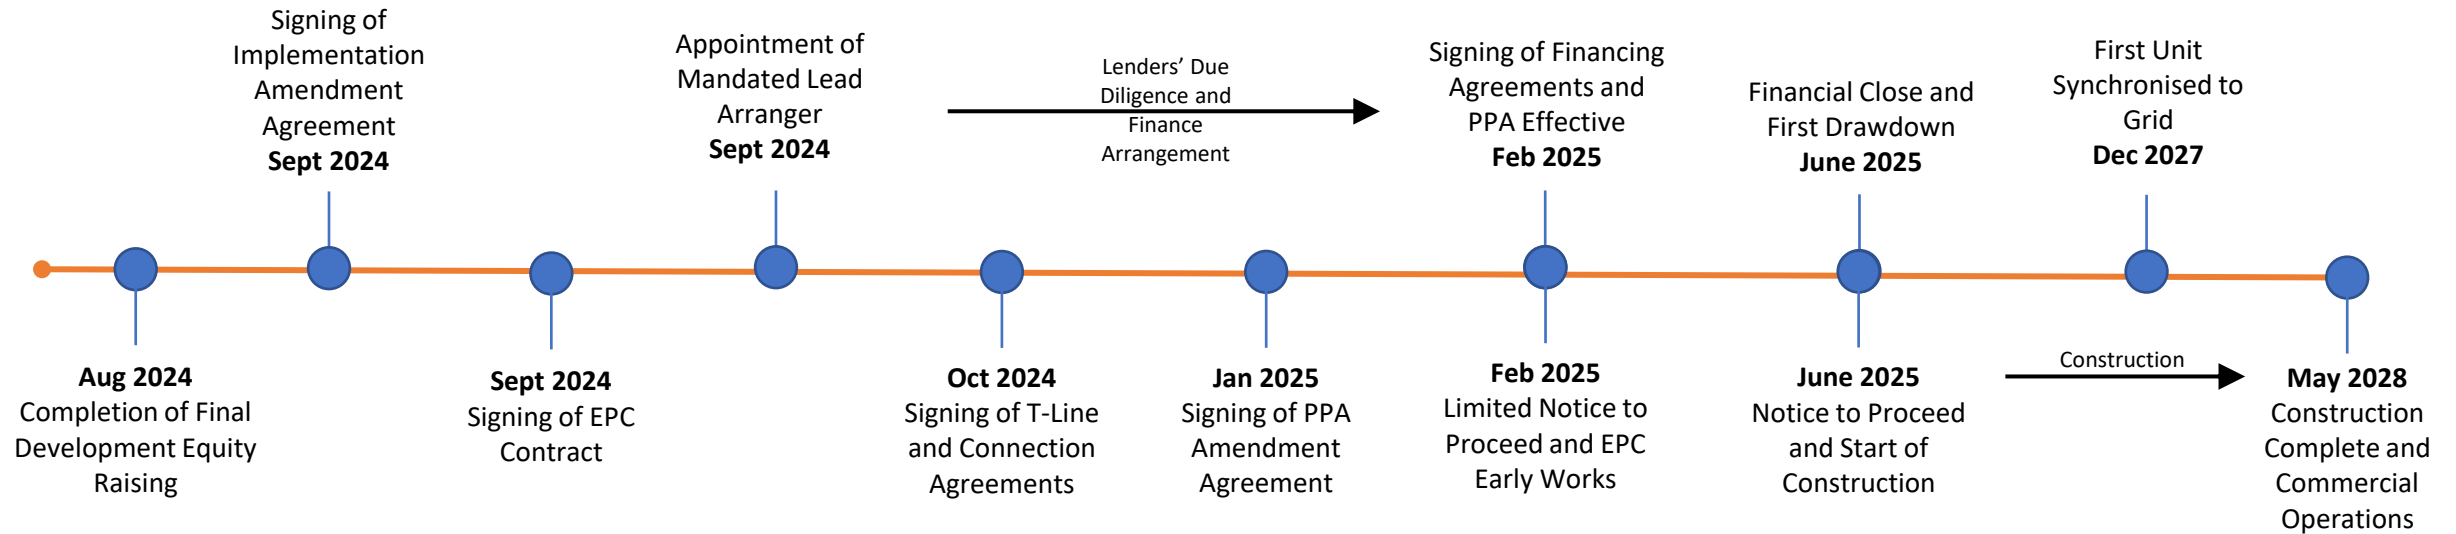 Signing of
Implementation
Amendment
Agreement
Sept 2024
Appointment of
Mandated Lead
Arranger
Sept 2024
Lenders’ Due
Diligence and
Finance
Arrangement
Signing of Financing
Agreements and
PPA Effective
Feb 2025
Financial Close and
First Drawdown
June 2025
First Unit
Synchronised to
Grid
Dec 2027
Aug 2024
Completion of Final
Development Equity
Raising
Sept 2024
Signing of EPC
Contract
Oct 2024
Signing of T-Line
and Connection
Agreements
Jan 2025
Signing of PPA
Amendment
Agreement
Feb 2025
Limited Notice to
Proceed and EPC
Early Works
June 2025
Notice to Proceed
and Start of
Construction
Construction
May 2028
Construction
Complete and
Commercial
Operations